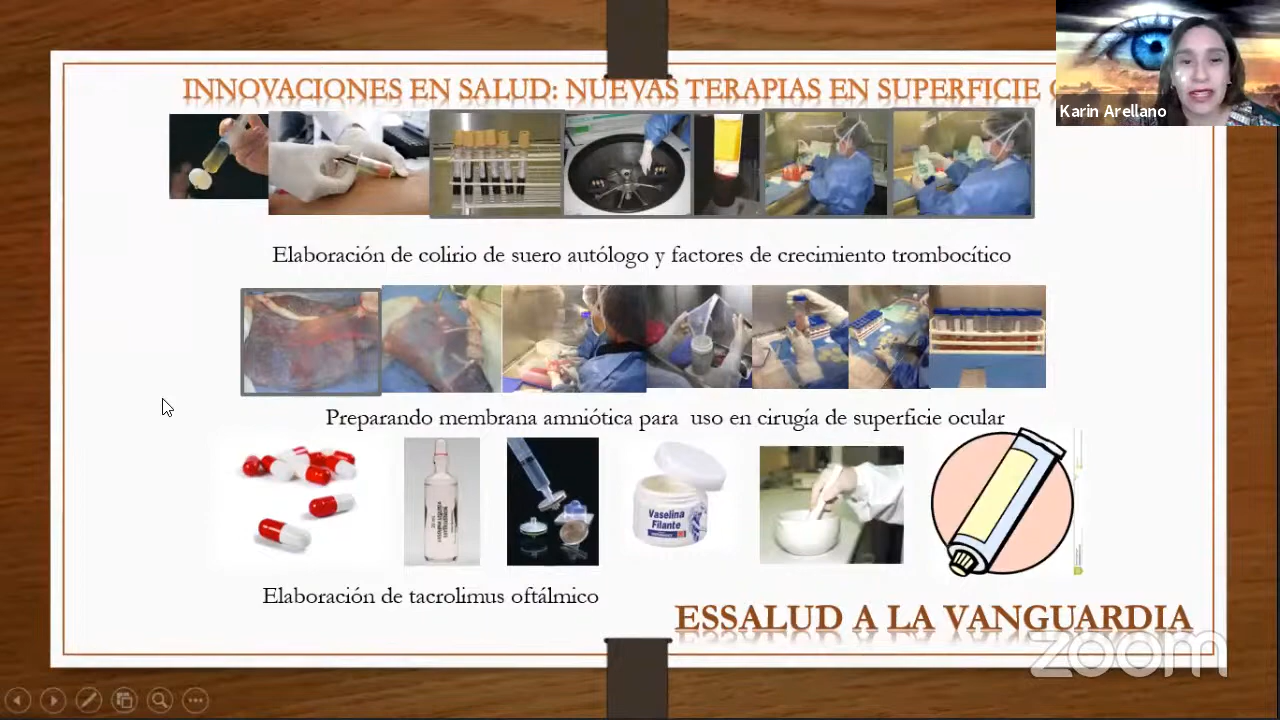 INNOVACIONES EN SALUD: NUEVAS TERAPIAS EN SUPERFICIE
Karin Arellano
Elaboración de colirio de suero autólogo y factores de crecimiento trombocítico
Preparando membrana amniótica para uso en cirugía de superficie ocular
Vaselina
Filante
Elaboración de tacrolimus oftálmico
ESSALUD A LA VANGUARDIA
zoom